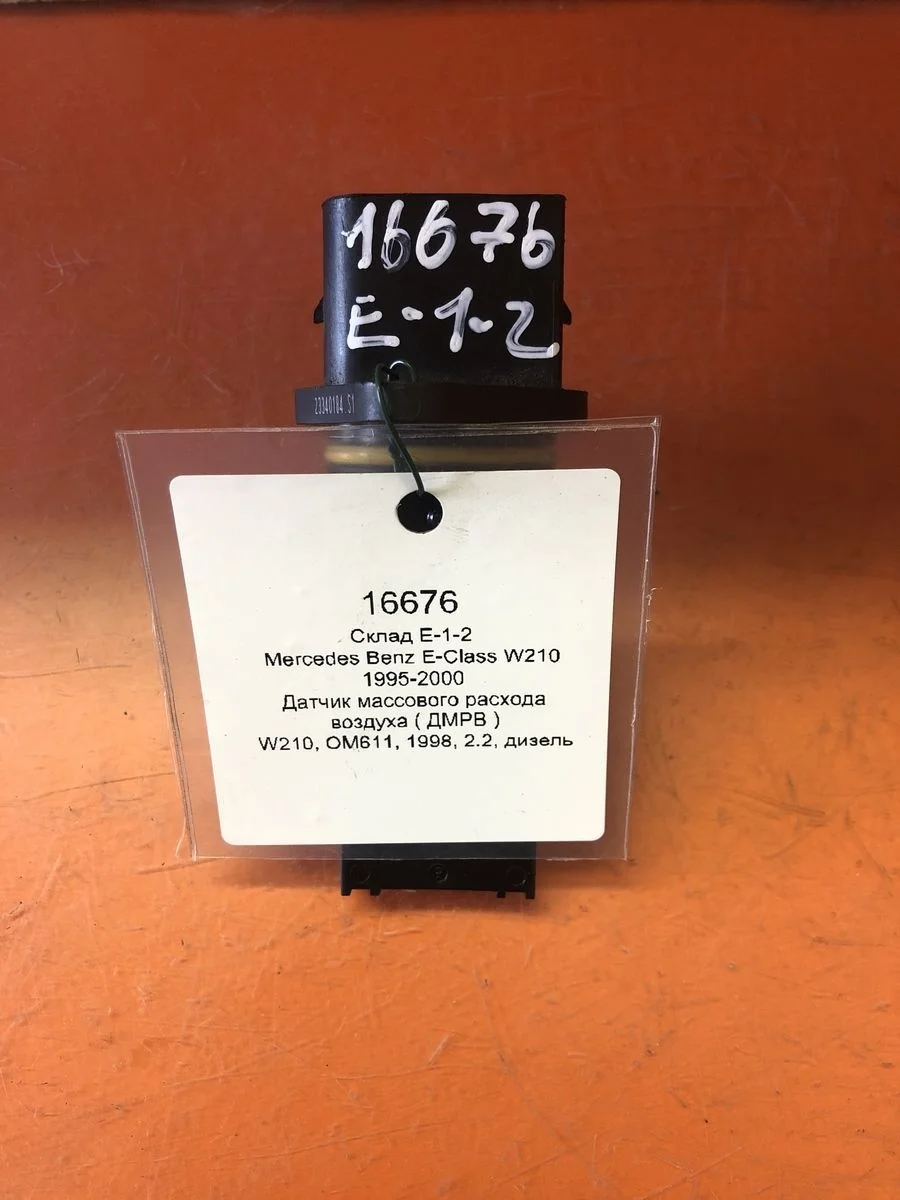 16676
E-1-2
23340184.S1
16676
Склад E-1-2
Mercedes Benz E-Class W210
1995-2000
Датчик массового расхода
воздуха ( ДМРВ )
W210, OM611, 1998, 2.2, дизель